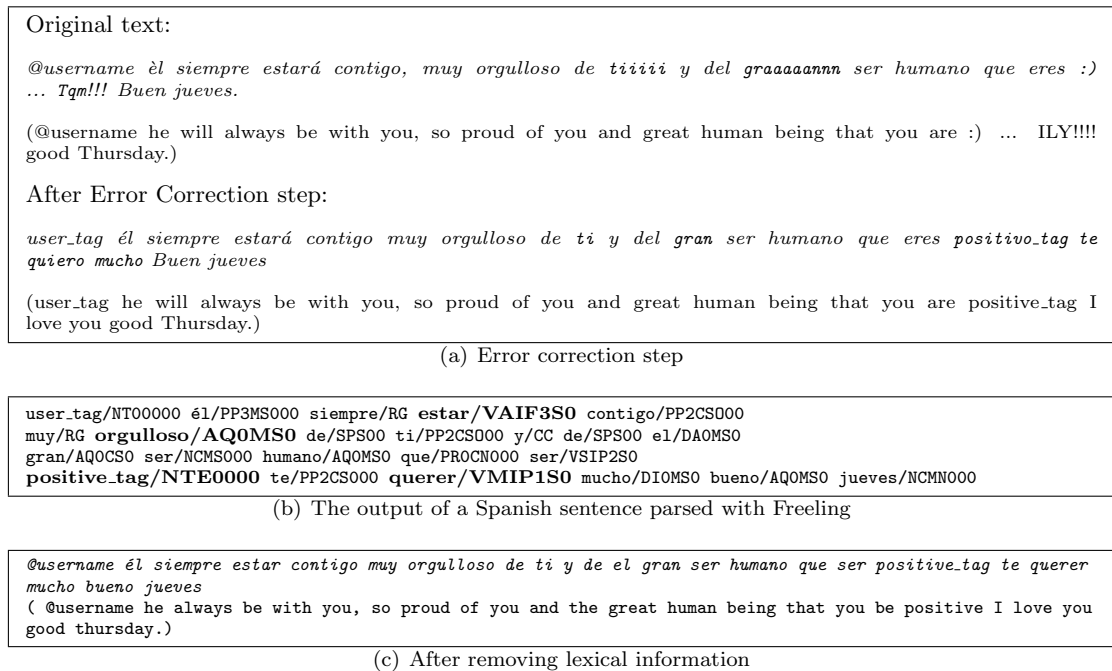 Original text:
@username èl siempre estará contigo, muy orgulloso de tiiiii y del graaaaannn ser humano que eres :)
... Tqm!!! Buen jueves.
(@username he will always be with you, so proud of you and great human being that you are :) ... ILY!!!!
good Thursday.)
After Error Correction step:
user_tag él siempre estará contigo muy orgulloso de ti y del gran ser humano que eres positivo_tag te
quiero mucho Buen jueves
(user_tag he will always be with you, so proud of you and great human being that you are positive_tag I
love you good Thursday.)
(a) Error correction step
user_tag/NT00000 él/PP3MS000 siempre/RG estar/VAIF3S0 contigo/PP2CSO00
muy/RG orgulloso/AQ0MS0 de/SPS00 ti/PP2CSO00 y/CC de/SPS00 el/DA0MS0
gran/AQ0CS0 ser/NCMS000 humano/AQ0MS0 que/PR0CN000 ser/VSIP2S0
positive_tag/NTE0000 te/PP2CS000 querer/VMIP1S0 mucho/DI0MS0 bueno/AQ0MS0 jueves/NCMN000
(b) The output of a Spanish sentence parsed with Freeling
@username él siempre estar contigo muy orgulloso de ti y de el gran ser humano que ser positive_tag te querer
mucho bueno jueves
( @username he always be with you, so proud of you and the great human being that you be positive I love you
good thursday.)
(c) After removing lexical information